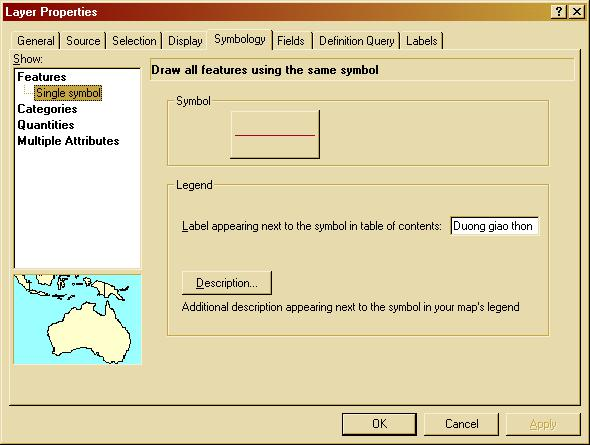 Layer Properties
General Source Selection Display Symbology Fields Definition Query Labels
Show:
Features
Single symbol
Categories
Quantities
Multiple Attributes
Draw all features using the same symbol
Symbol
Legend
Label appearing next to the symbol in table of contents: Duong giao thon
Description...
Additional description appearing next to the symbol in your map's legend
OK Cancel Apply